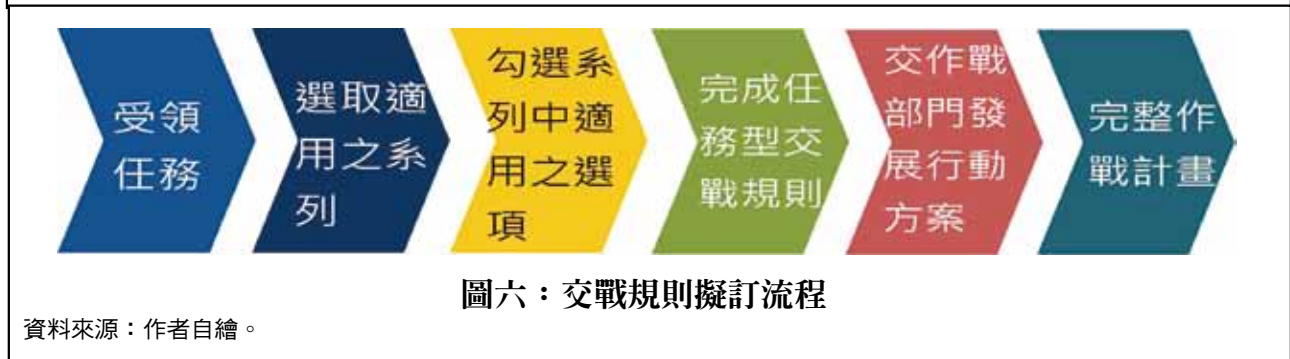 受領
任務
選取適
用之系
列
勾選系
列中適
用之選
項
完成任
務型交
戰規則
交作戰
部門發
展行動
方案
完整作
戰計畫
圖六：交戰規則擬訂流程
資料來源：作者自繪。